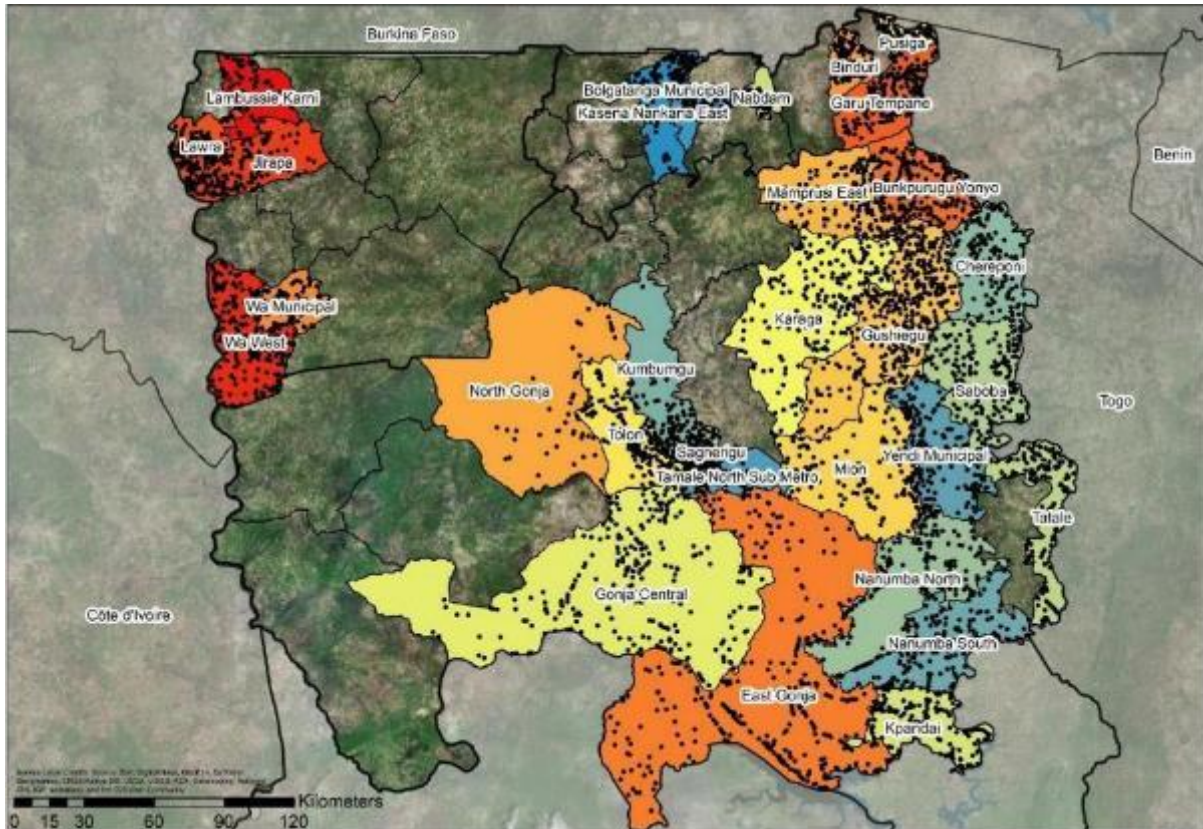 Burkina Faso
Pusiga
Binduri
Lambussie Karni
Bolgatanga Municipal
Nabdam
Garu Tempane
Kasena Nankana East
Lawra
Jirapa
Benin
Mamprusi East
Bunkpurugu Yonyo
Chereponi
Wa Municipal
Karaga
Gushiegu
Wa West
Kumbumgu
North Gonja
Saboba
Togo
Tolon
Sagnerigu
Yendi Municipal
Mion
Tamale North Sub Metro
Tatale
Nanumba North
Gonja Central
Côte d'Ivoire
Nanumba South
East Gonja
Kpandai
Kilometers
0 15 30 60 90 120